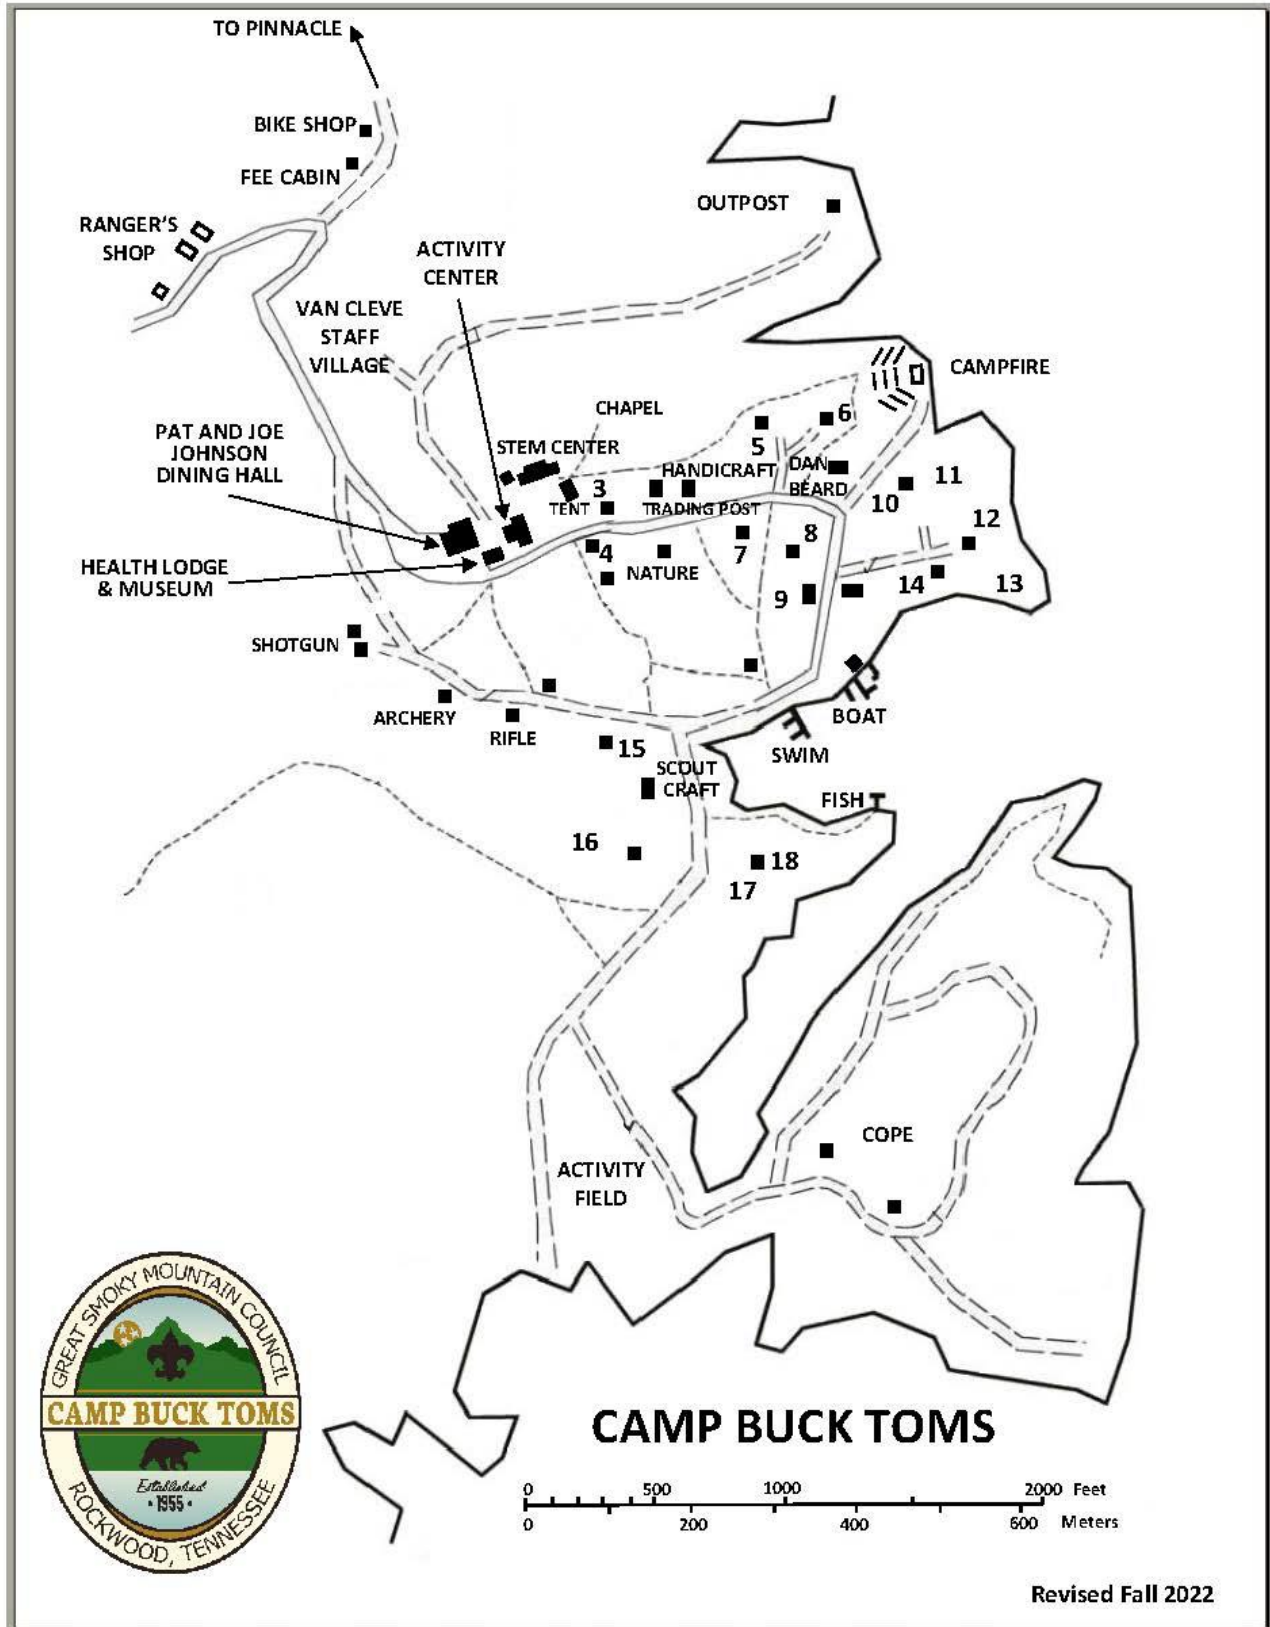 TO PINNACLE
BIKE SHOP
FEE CABIN
OUTPOST
RANGER'S
SHOP
ACTIVITY
CENTER
VAN CLEVE
STAFF
VILLAGE
CAMPFIRE
CHAPEL
6
PAT AND JOE
JOHNSON
DINING HALL
STEM CENTER
5
HANDICRAFT
DAN
BEARD
11
3
10
TENT
TRADING POST
12
8
4
7
NATURE
HEALTH LODGE
& MUSEUM
14
13
9
SHOTGUN
ARCHERY
BOAT
RIFLE
15
SWIM
SCOUT
CRAFT
FISH
16
18
17
COPE
ACTIVITY
FIELD
GREAT SMOKY MOUNTAIN COUNCIL
CAMP BUCK TOMS
Established
• 1955 •
ROCKWOOD, TENNESSEE
CAMP BUCK TOMS
0 500 1000 2000 Feet
0 200 400 600 Meters
Revised Fall 2022